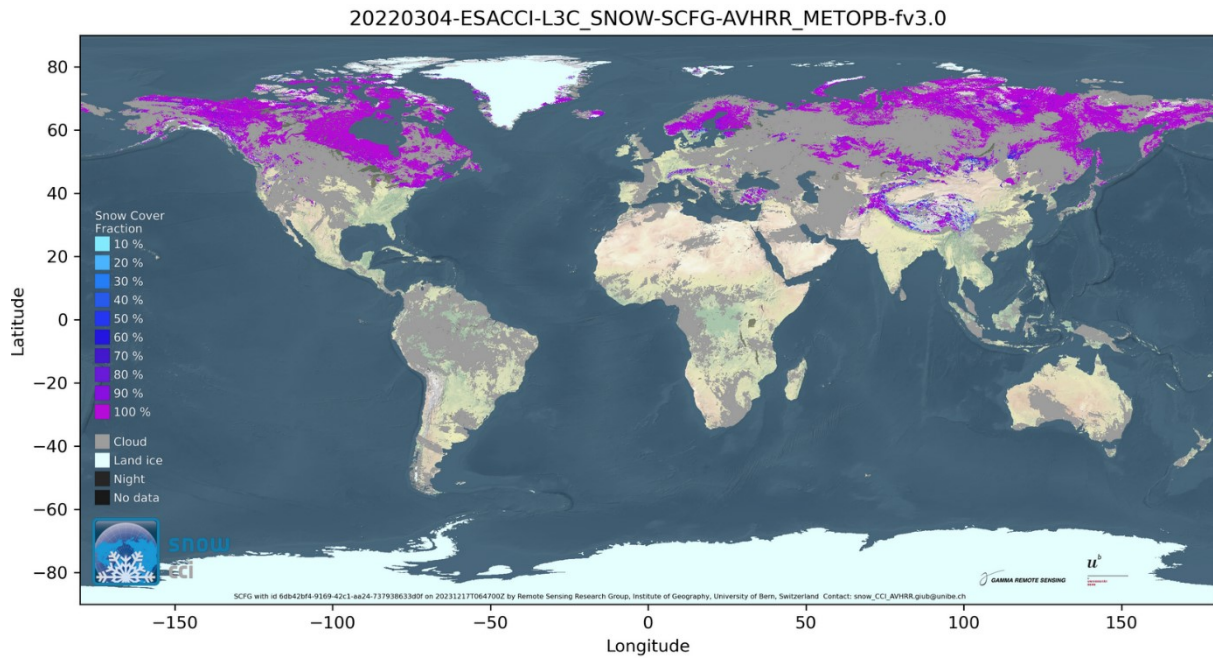 20220304-ESACCI-L3C_SNOW-SCFG-AVHRR_METOPB-fv3.0
80
60
40
20
0
−20
−40
−60
−80
Latitude
Snow Cover
Fraction
10 %
20 %
30 %
40 %
50 %
60 %
70 %
80 %
90 %
100 %
Cloud
Land ice
Night
No data
snow
cci
GAMMA REMOTE SENSING
u^b
SCFG with id 6db42bf4-9169-42c1-aa24-737938633d0f on 20231217T064700Z by Remote Sensing Research Group, Institute of Geography, University of Bern, Switzerland Contact: snow_CCI_AVHRR.giub@unibe.ch
−150
−100
−50
0
50
100
150
Longitude